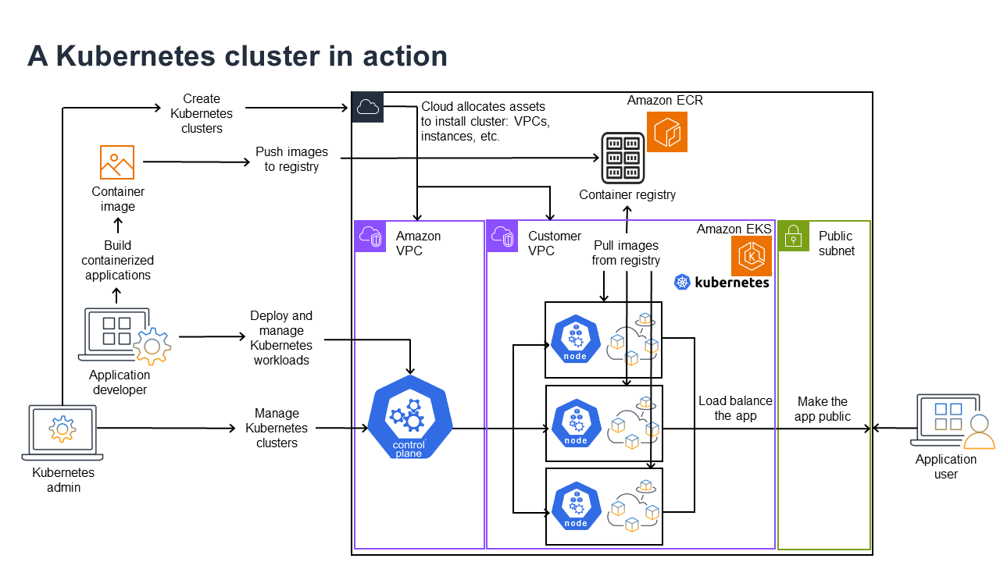 A Kubernetes cluster in action
Create
Kubernetes
clusters
Cloud allocates assets
to install cluster: VPCs,
instances, etc.
Amazon ECR
Push images
to registry
Container
image
Container registry
Build
containerized
applications
Amazon
VPC
Customer
VPC
Amazon EKS
Public
subnet
Pull images
from registry
kubernetes
Deploy and
manage
Kubernetes
workloads
Application
developer
node
Manage
Kubernetes
clusters
control
plane
node
Load balance
the app
Make the
app public
Kubernetes
admin
Application
user
node